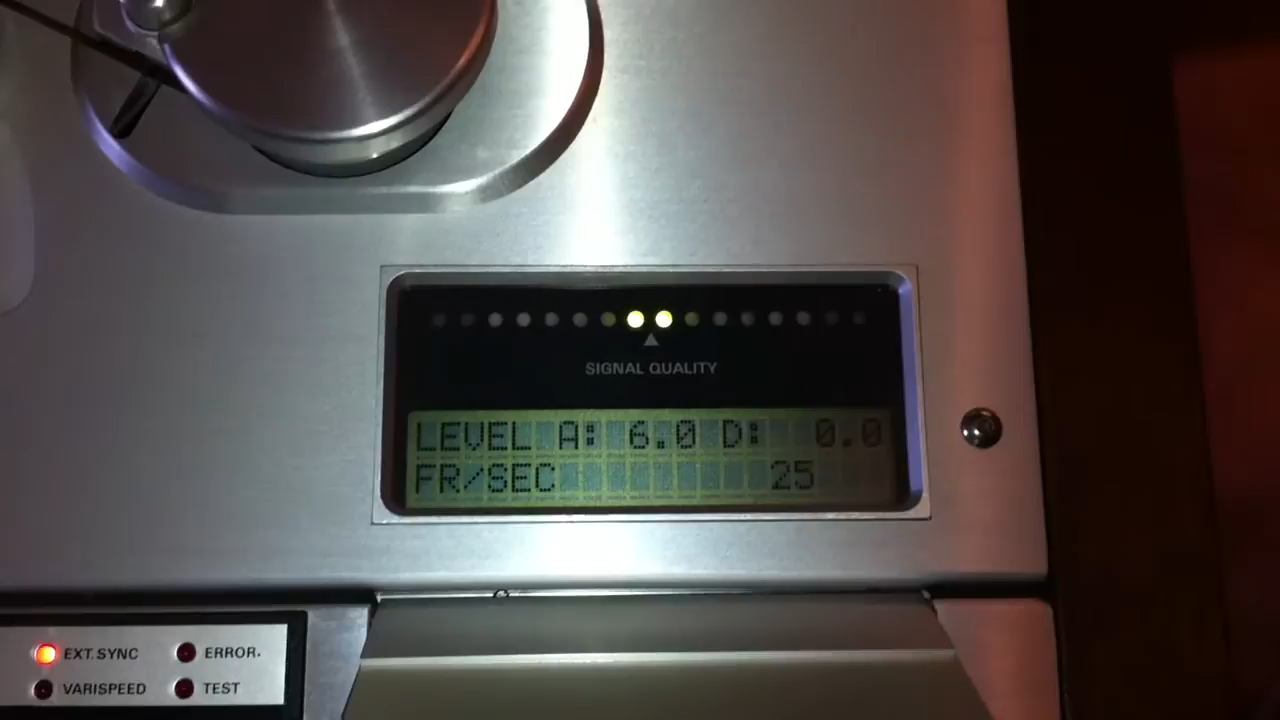 SIGNAL QUALITY
LEVEL A: 6.0 D: 0.0
FR/SEC 25
EXT. SYNC ERROR.
VARISPEED TEST